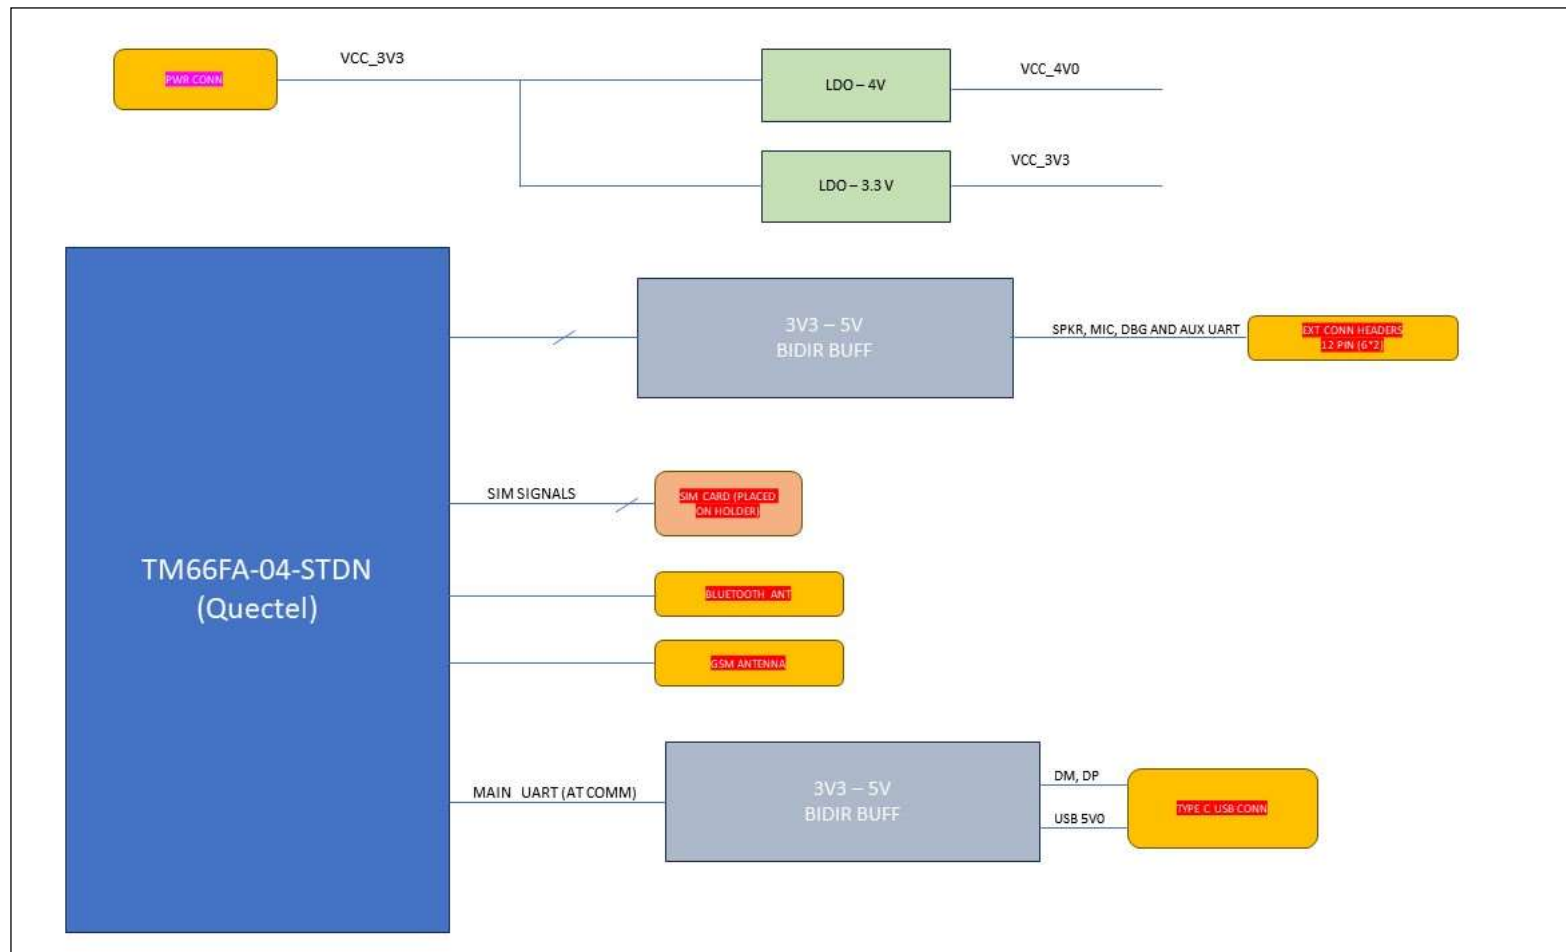 VCC_3V3
PWR CONN
LDO – 4V
VCC_4V0
LDO – 3.3 V
VCC_3V3
3V3 – 5V
BIDIR BUFF
SPKR, MIC, DBG AND AUX UART
EXT CONN HEADERS
12 PIN (6*2)
SIM SIGNALS
SIM CARD (PLACED
ON HOLDER)
TM66FA-04-STDN
(Quectel)
BLUETOOTH ANT
GSM ANTENNA
MAIN UART (AT COMM)
3V3 – 5V
BIDIR BUFF
DM, DP
USB 5V0
TYPE C USB CONN